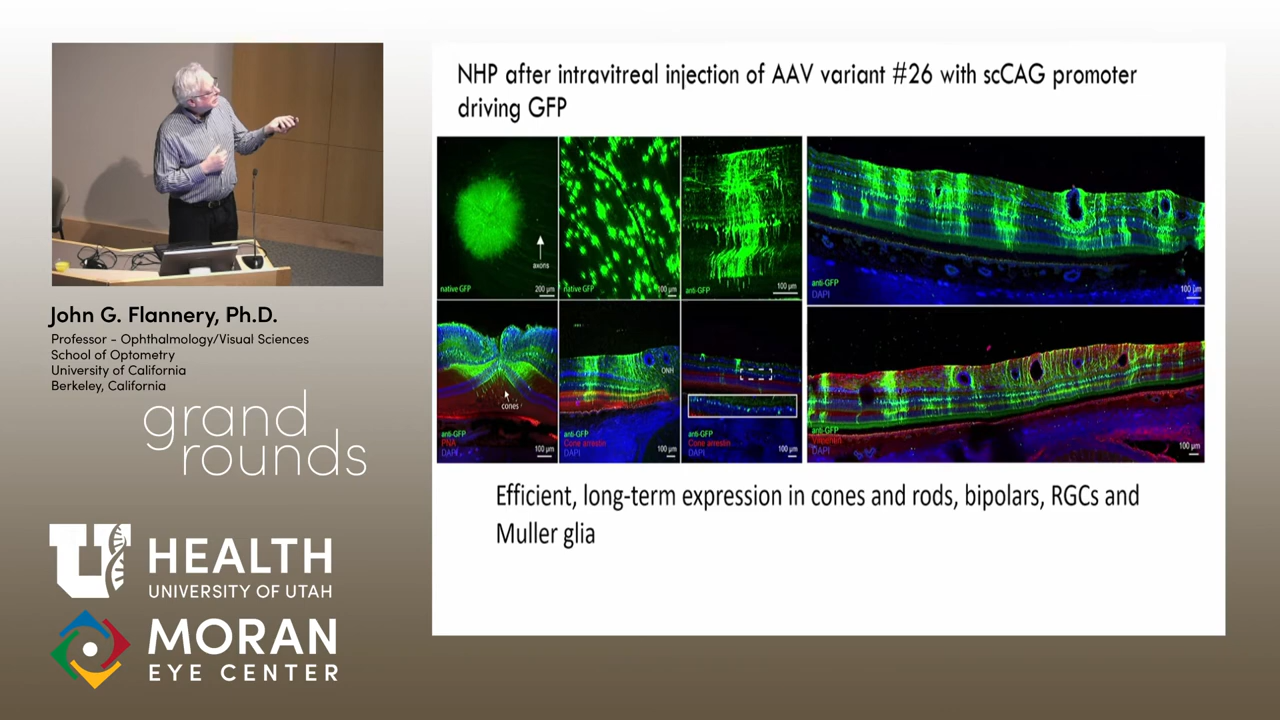 NHP after intravitreal injection of AAV variant #26 with scCAG promoter
driving GFP
axons
native GFP
200 µm
native GFP
100 µm
anti-GFP
100 µm
anti-GFP
DAPI
100 µm
cones
anti-GFP
PNA
DAPI
100 µm
ONH
anti-GFP
Cone arrestin
DAPI
100 µm
anti-GFP
Cone arrestin
DAPI
100 µm
anti-GFP
Vimentin
DAPI
100 µm
Efficient, long-term expression in cones and rods, bipolars, RGCs and
Muller glia
John G. Flannery, Ph.D.
Professor - Ophthalmology/Visual Sciences
School of Optometry
University of California
Berkeley, California
grand
rounds
U HEALTH
UNIVERSITY OF UTAH
MORAN
EYE CENTER